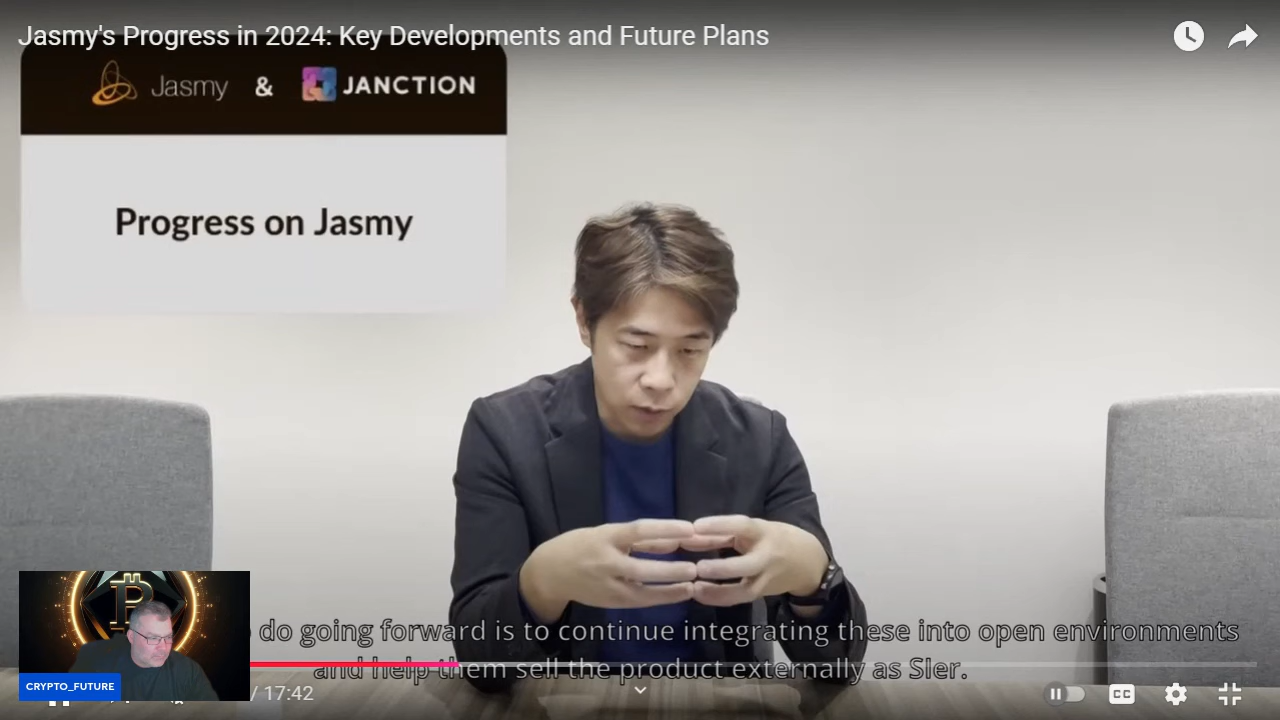 Jasmy's Progress in 2024: Key Developments and Future Plans
Jasmy & JANCTION
Progress on Jasmy
do going forward is to continue integrating these into open environments
and help them sell the product externally as SIer.
CRYPTO_FUTURE
/ 17:42
CC